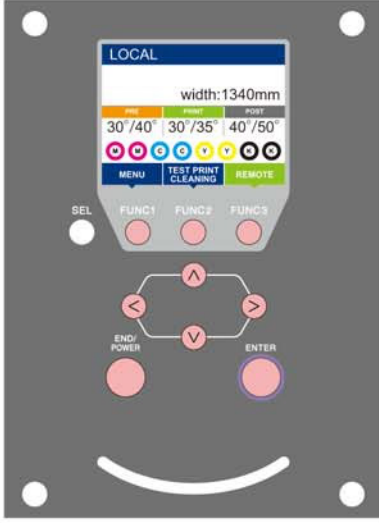 LOCAL
width:1340mm
PRE PRINT POST
30°/40° 30°/35° 40°/50°
M M C C Y Y K K
MENU TEST PRINT CLEANING REMOTE
SEL FUNC1 FUNC2 FUNC3
END/
POWER
ENTER